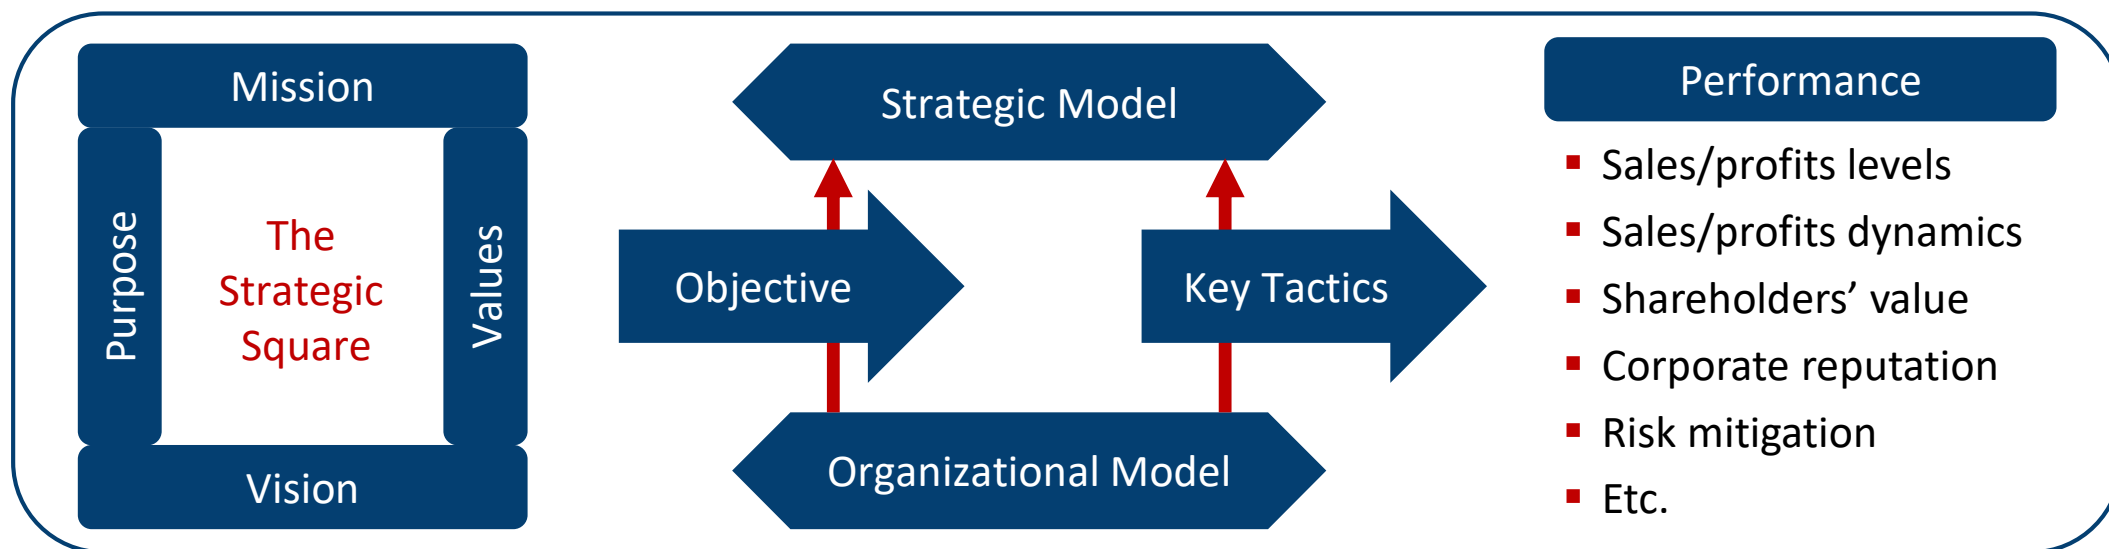 Mission
Purpose
The
Strategic
Square
Values
Vision
Strategic Model
Objective
Key Tactics
Organizational Model
Performance
▪ Sales/profits levels
▪ Sales/profits dynamics
▪ Shareholders’ value
▪ Corporate reputation
▪ Risk mitigation
▪ Etc.